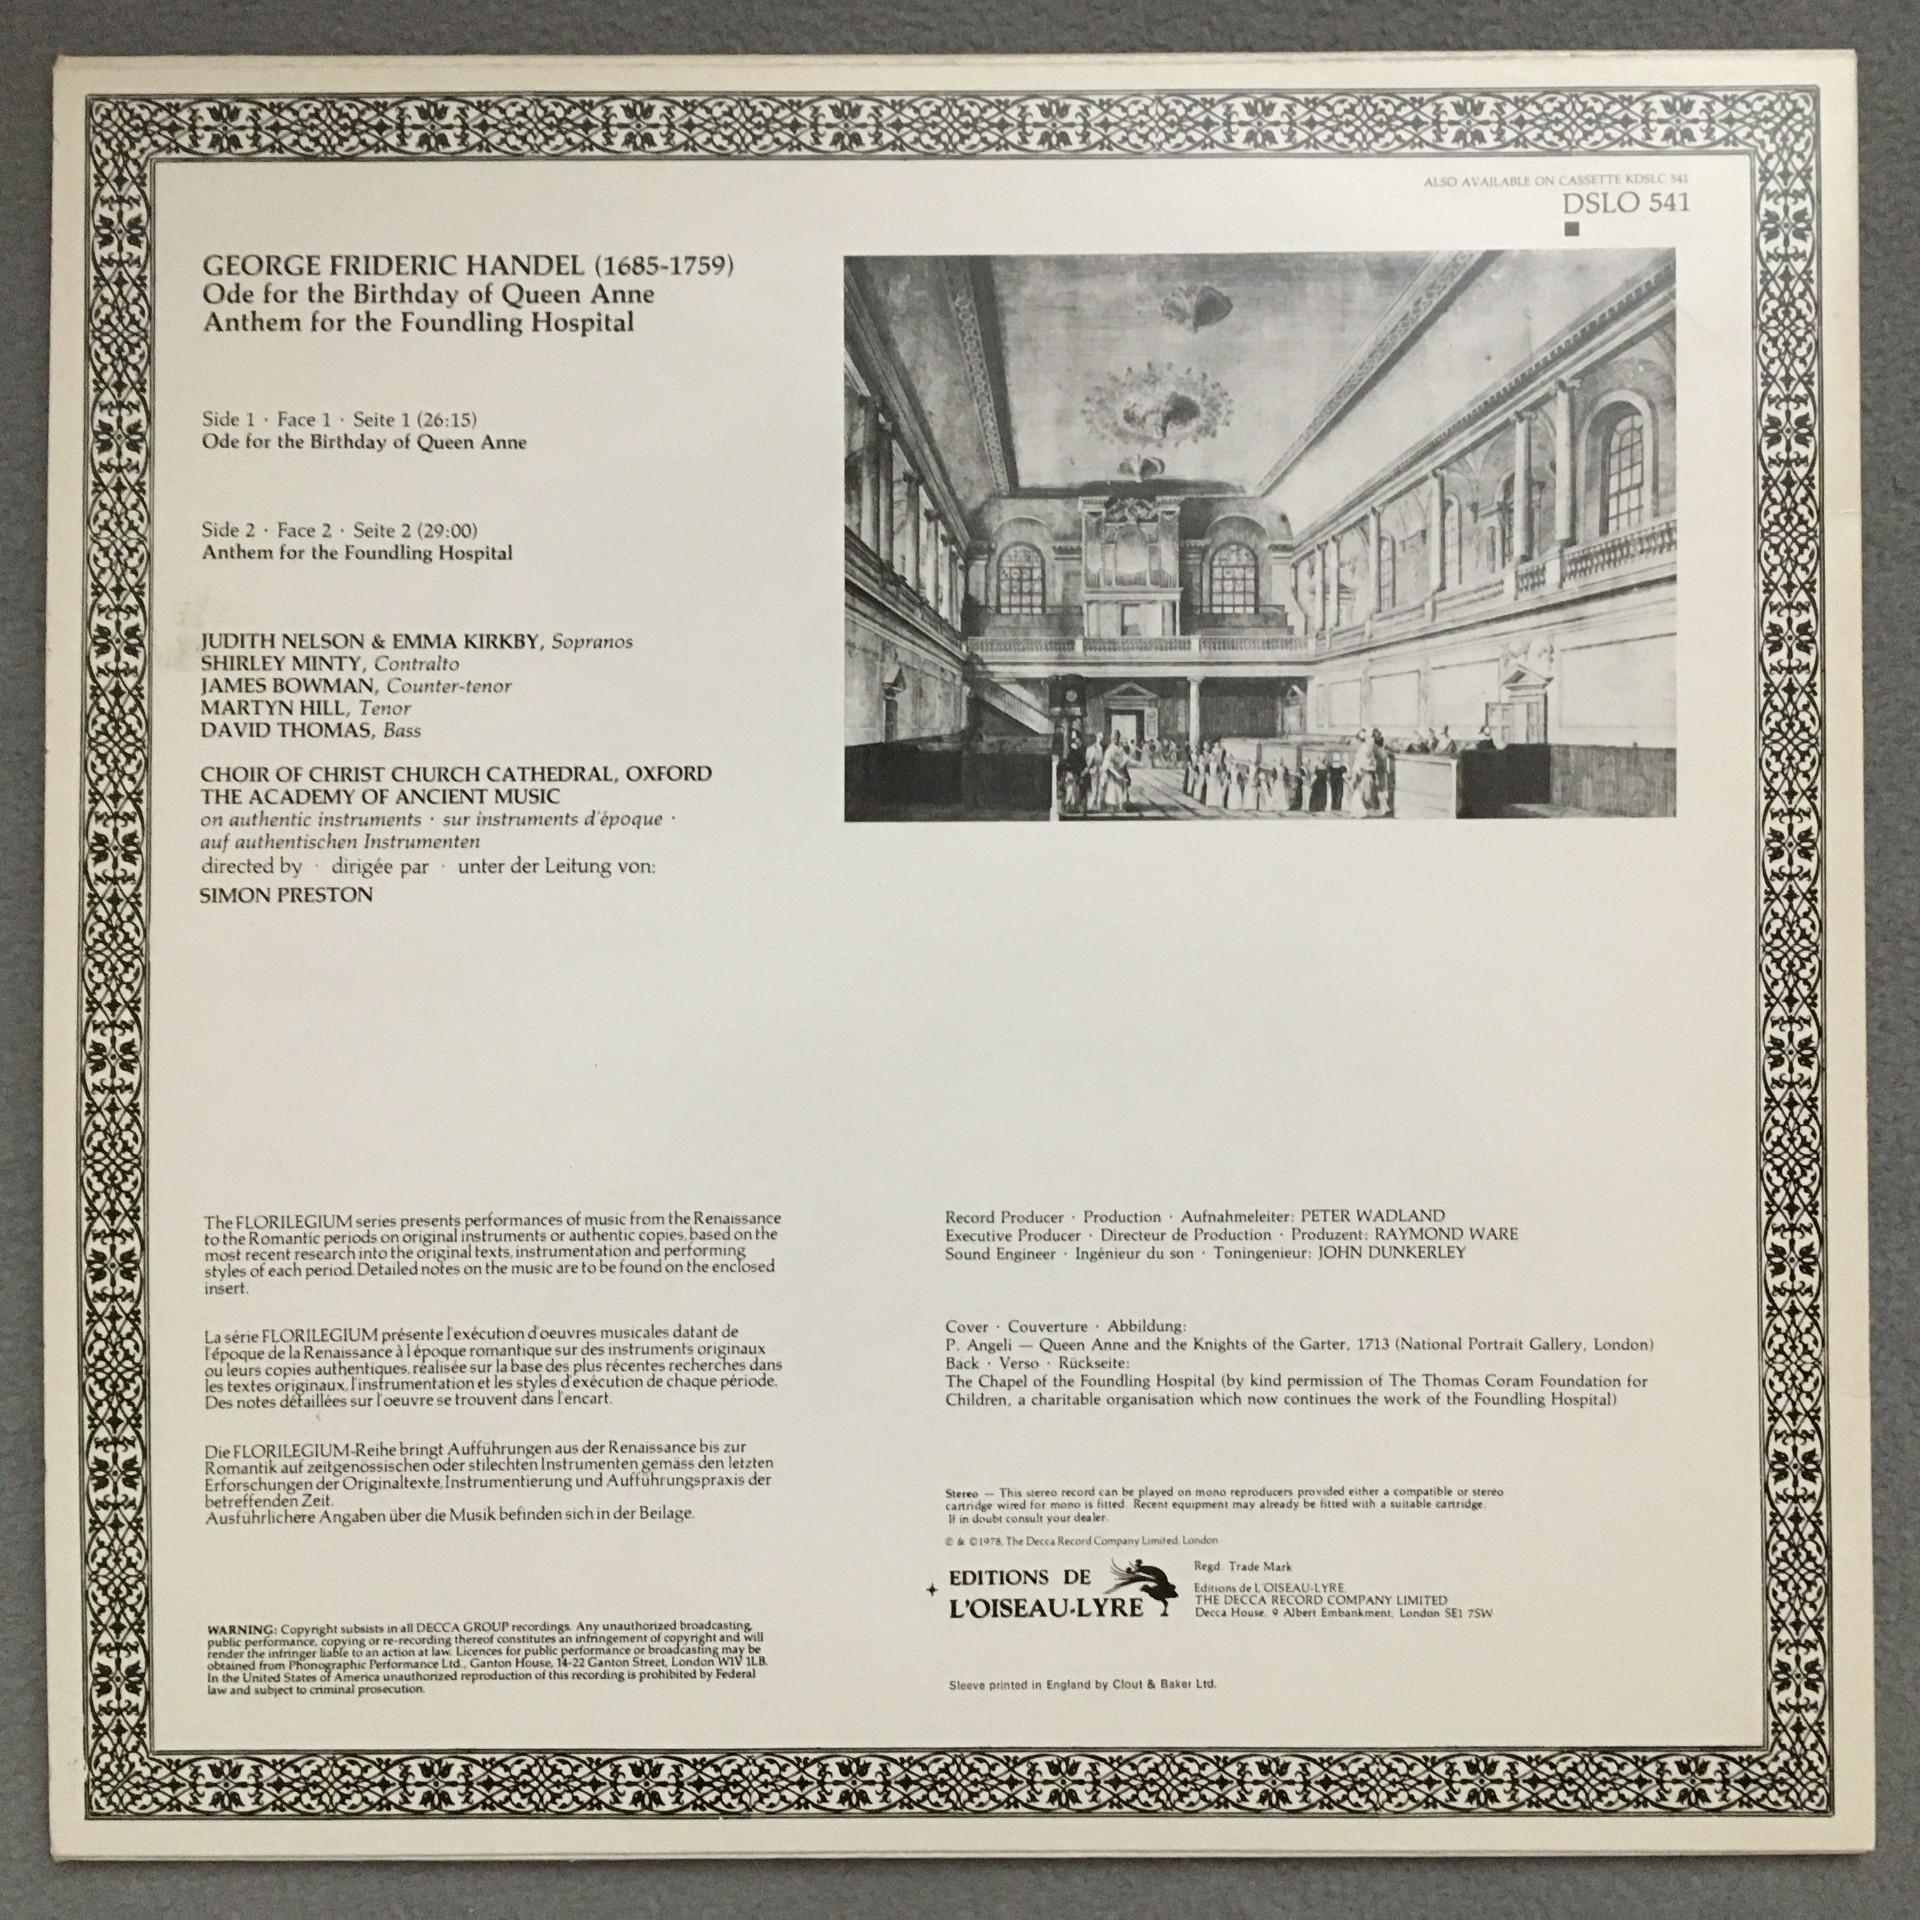 ALSO AVAILABLE ON CASSETTE KDSLC 541
DSLO 541
GEORGE FRIDERIC HANDEL (1685-1759)
Ode for the Birthday of Queen Anne
Anthem for the Foundling Hospital
Side 1 · Face 1 · Seite 1 (26:15)
Ode for the Birthday of Queen Anne
Side 2 · Face 2 · Seite 2 (29:00)
Anthem for the Foundling Hospital
JUDITH NELSON & EMMA KIRKBY, Sopranos
SHIRLEY MINTY, Contralto
JAMES BOWMAN, Counter-tenor
MARTYN HILL, Tenor
DAVID THOMAS, Bass
CHOIR OF CHRIST CHURCH CATHEDRAL, OXFORD
THE ACADEMY OF ANCIENT MUSIC
on authentic instruments · sur instruments d'époque ·
auf authentischen Instrumenten
directed by · dirigée par · unter der Leitung von:
SIMON PRESTON
The FLORILEGIUM series presents performances of music from the Renaissance
to the Romantic periods on original instruments or authentic copies, based on the
most recent research into the original texts, instrumentation and performing
styles of each period. Detailed notes on the music are to be found on the enclosed
insert.
La série FLORILEGIUM présente l'exécution d'oeuvres musicales datant de
l'époque de la Renaissance à l'époque romantique sur des instruments originaux
ou leurs copies authentiques, réalisée sur la base des plus récentes recherches dans
les textes originaux, l'instrumentation et les styles d'exécution de chaque période.
Des notes détaillées sur l'oeuvre se trouvent dans l'encart.
Die FLORILEGIUM-Reihe bringt Aufführungen aus der Renaissance bis zur
Romantik auf zeitgenössischen oder stilechten Instrumenten gemäss den letzten
Erforschungen der Originaltexte, Instrumentierung und Aufführungspraxis der
betreffenden Zeit.
Ausführlichere Angaben über die Musik befinden sich in der Beilage.
WARNING: Copyright subsists in all DECCA GROUP recordings. Any unauthorized broadcasting,
public performance, copying or re-recording thereof constitutes an infringement of copyright and will
render the infringer liable to an action at law. Licences for public performance or broadcasting may be
obtained from Phonographic Performance Ltd., Ganton House, 14-22 Ganton Street, London W1V 1LB.
In the United States of America unauthorized reproduction of this recording is prohibited by Federal
law and subject to criminal prosecution.
Record Producer · Production · Aufnahmeleiter: PETER WADLAND
Executive Producer · Directeur de Production · Produzent: RAYMOND WARE
Sound Engineer · Ingénieur du son · Toningenieur: JOHN DUNKERLEY
Cover · Couverture · Abbildung:
P. Angeli — Queen Anne and the Knights of the Garter, 1713 (National Portrait Gallery, London)
Back · Verso · Rückseite:
The Chapel of the Foundling Hospital (by kind permission of The Thomas Coram Foundation for
Children, a charitable organisation which now continues the work of the Foundling Hospital)
Stereo — This stereo record can be played on mono reproducers provided either a compatible or stereo
cartridge wired for mono is fitted. Recent equipment may already be fitted with a suitable cartridge.
If in doubt consult your dealer.
℗ & ©1978, The Decca Record Company Limited, London
EDITIONS DE
L'OISEAU-LYRE
Regd. Trade Mark
Editions de L'OISEAU-LYRE,
THE DECCA RECORD COMPANY LIMITED
Decca House, 9 Albert Embankment, London SE1 7SW
Sleeve printed in England by Clout & Baker Ltd.